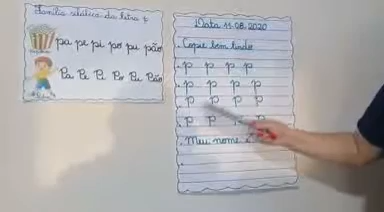 Família silábica da letra p
pa pe pi po pu pão
Pa Pe Pi Po Pu Pão
Data 11.08.2020
Copie bem lindo
p p p p
p p p p
p p p p
p p p
Meu nome é